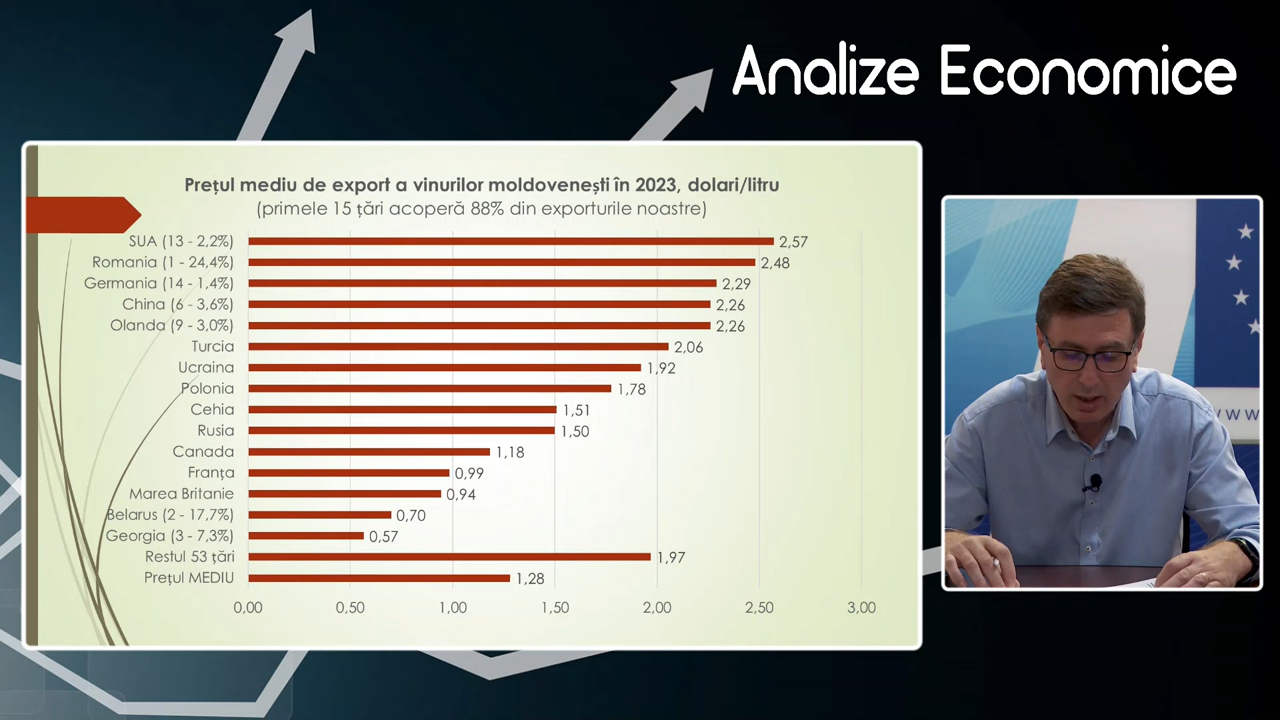 Analize Economice
Prețul mediu de export a vinurilor moldovenești în 2023, dolari/litru
(primele 15 țări acoperă 88% din exporturile noastre)
SUA (13 - 2,2%) 2,57
Romania (1 - 24,4%) 2,48
Germania (14 - 1,4%) 2,29
China (6 - 3,6%) 2,26
Olanda (9 - 3,0%) 2,26
Turcia 2,06
Ucraina 1,92
Polonia 1,78
Cehia 1,51
Rusia 1,50
Canada 1,18
Franța 0,99
Marea Britanie 0,94
Belarus (2 - 17,7%) 0,70
Georgia (3 - 7,3%) 0,57
Restul 53 țări 1,97
Prețul MEDIU 1,28
0,00 0,50 1,00 1,50 2,00 2,50 3,00
WWW